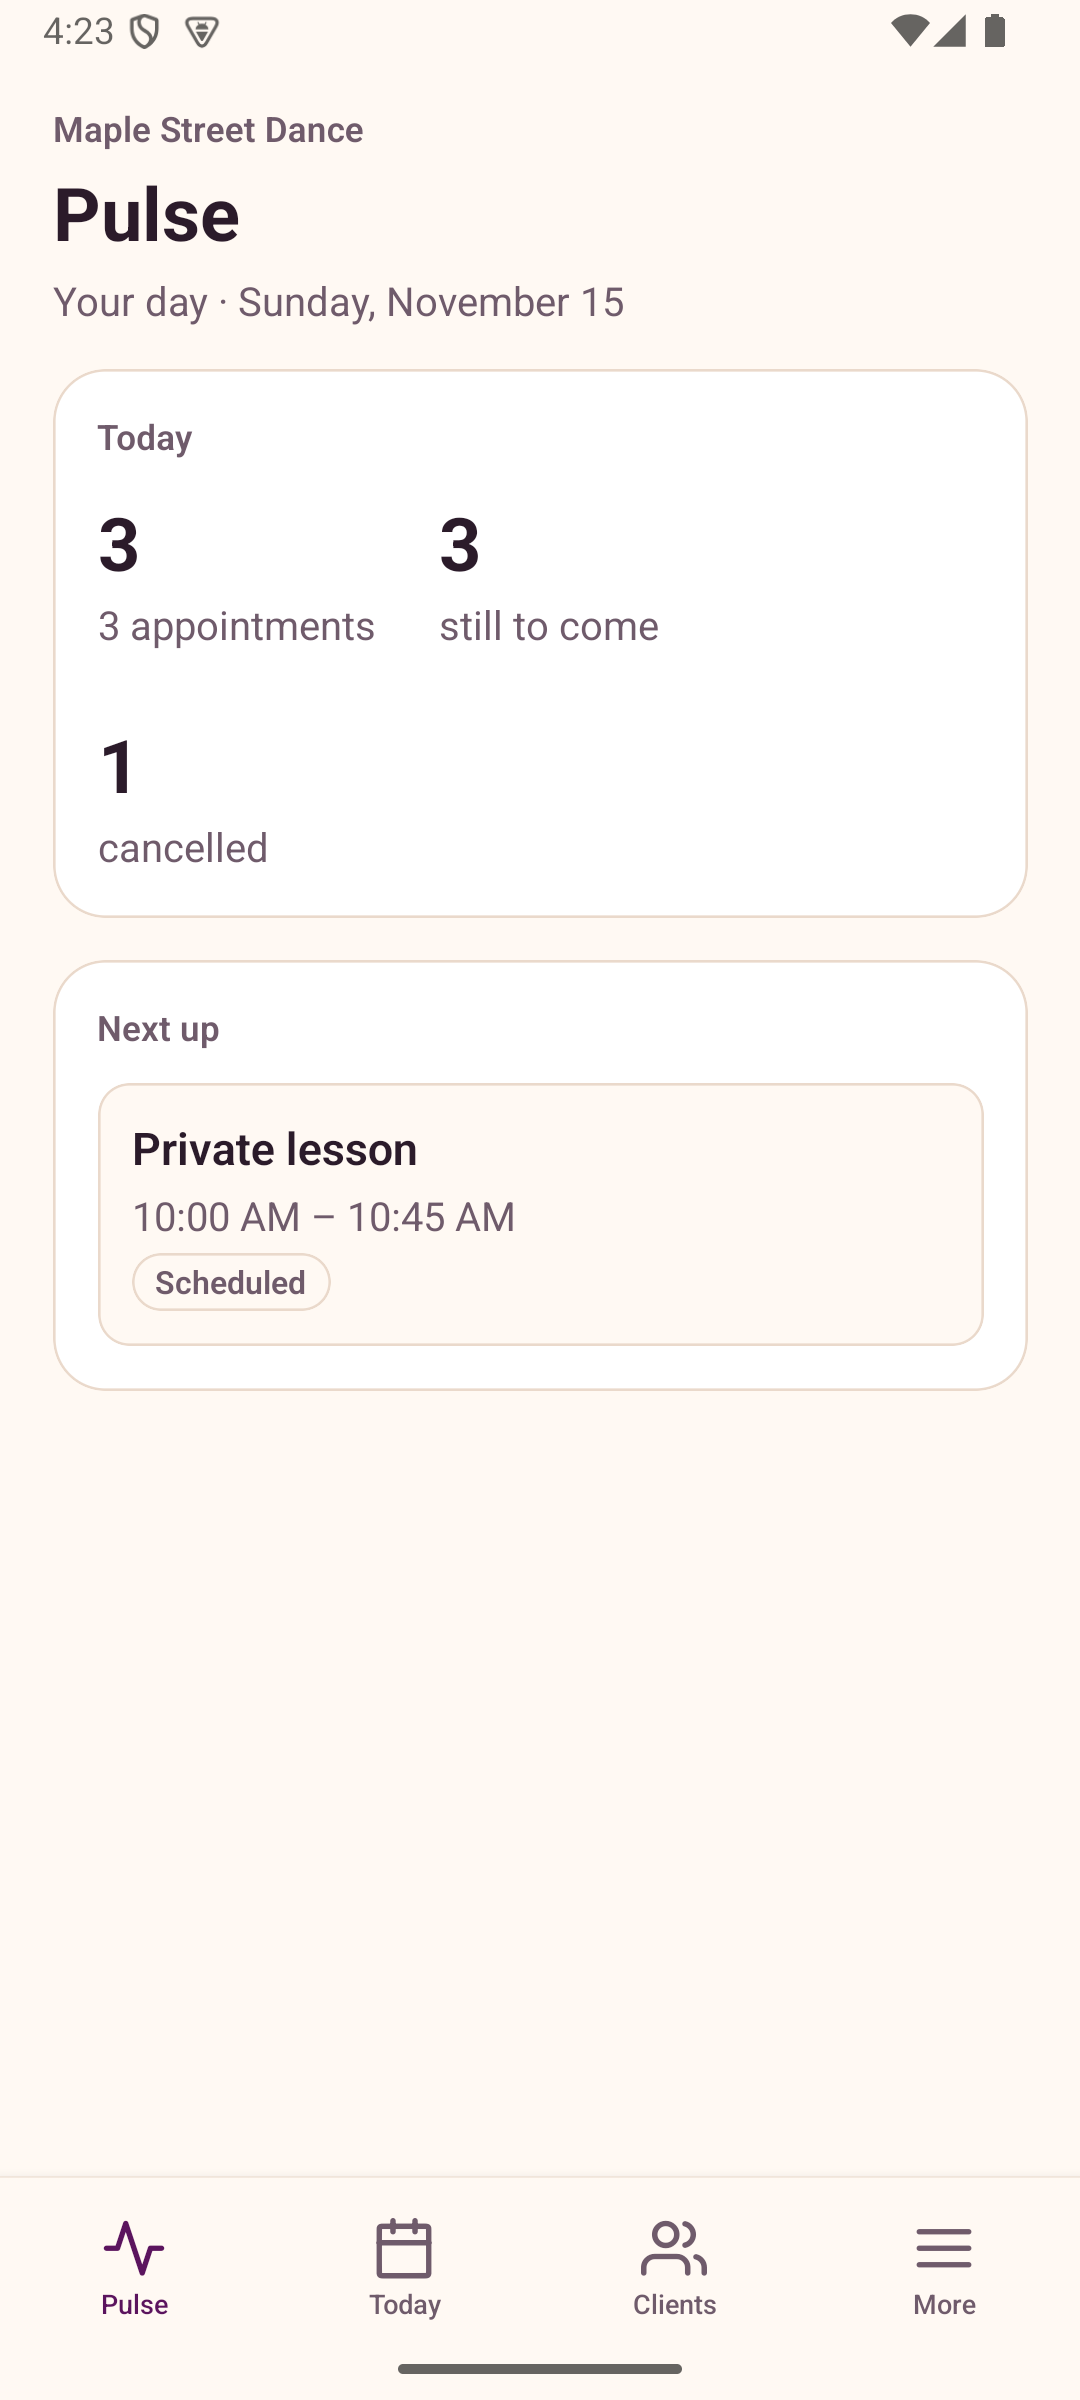 4:23
Maple Street Dance
Pulse
Your day · Sunday, November 15
Today
3
3 appointments
3
still to come
1
cancelled
Next up
Private lesson
10:00 AM – 10:45 AM
Scheduled
Pulse
Today
Clients
More